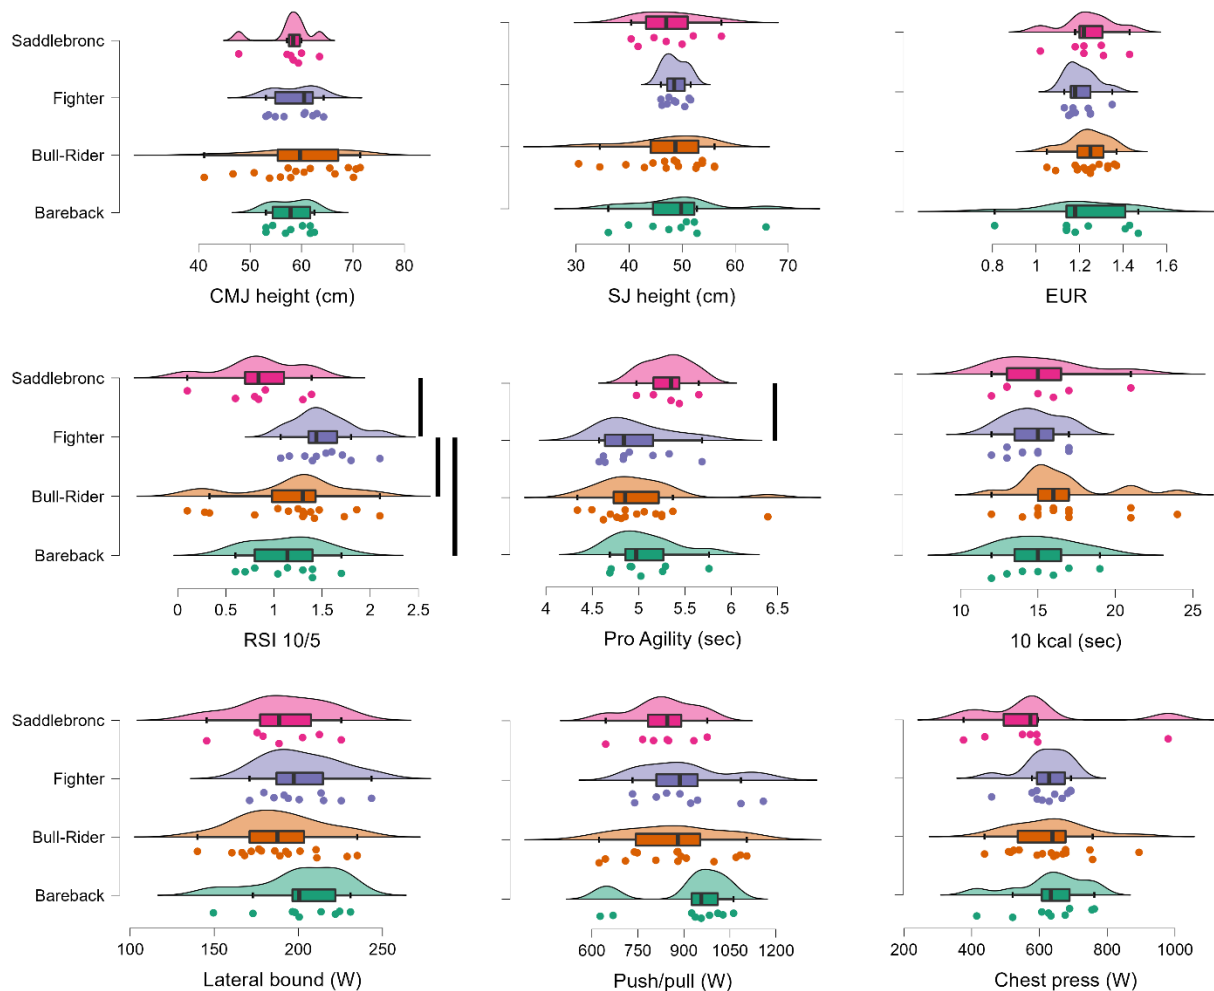 Saddlebronc
Fighter
Bull-Rider
Bareback
40 50 60 70 80
CMJ height (cm)
30 40 50 60 70
SJ height (cm)
0.8 1 1.2 1.4 1.6
EUR
Saddlebronc
Fighter
Bull-Rider
Bareback
0 0.5 1 1.5 2 2.5
RSI 10/5
4 4.5 5 5.5 6 6.5
Pro Agility (sec)
10 15 20 25
10 kcal (sec)
Saddlebronc
Fighter
Bull-Rider
Bareback
100 150 200 250
Lateral bound (W)
600 750 900 1050 1200
Push/pull (W)
200 400 600 800 1000
Chest press (W)